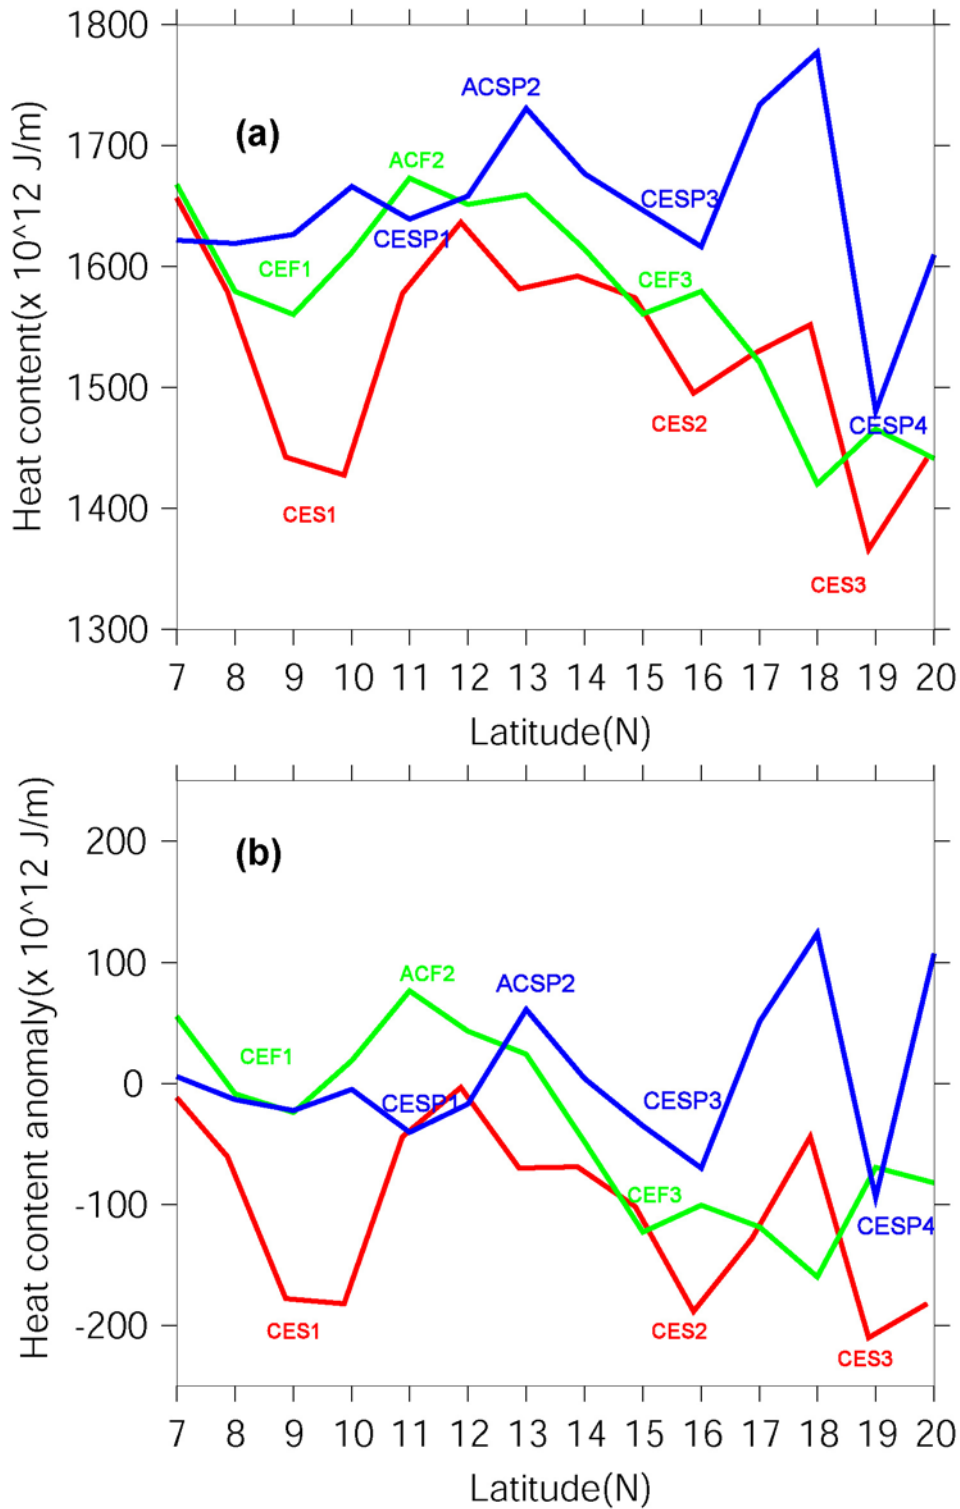 1800
1700
1600
1500
1400
1300
Heat content(x 10^12 J/m)
(a)
ACSP2
ACF2
CESP3
CESP1
CEF1
CEF3
CES2
CESP4
CES1
CES3
7 8 9 10 11 12 13 14 15 16 17 18 19 20
Latitude(N)
200
100
0
-100
-200
Heat content anomaly(x 10^12 J/m)
(b)
ACF2
ACSP2
CEF1
CESP1
CESP3
CEF3
CESP4
CES1
CES2
CES3
7 8 9 10 11 12 13 14 15 16 17 18 19 20
Latitude(N)